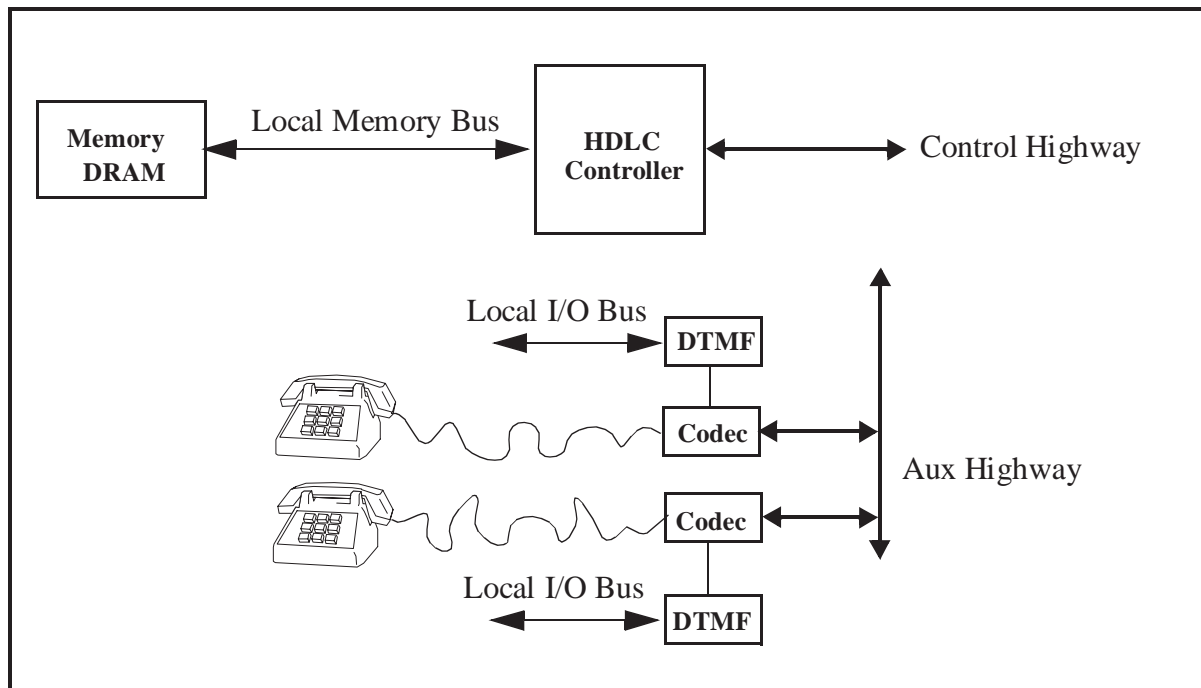 Local Memory Bus
Memory
DRAM
HDLC
Controller
Control Highway
Local I/O Bus
DTMF
Codec
Aux Highway
Codec
Local I/O Bus
DTMF